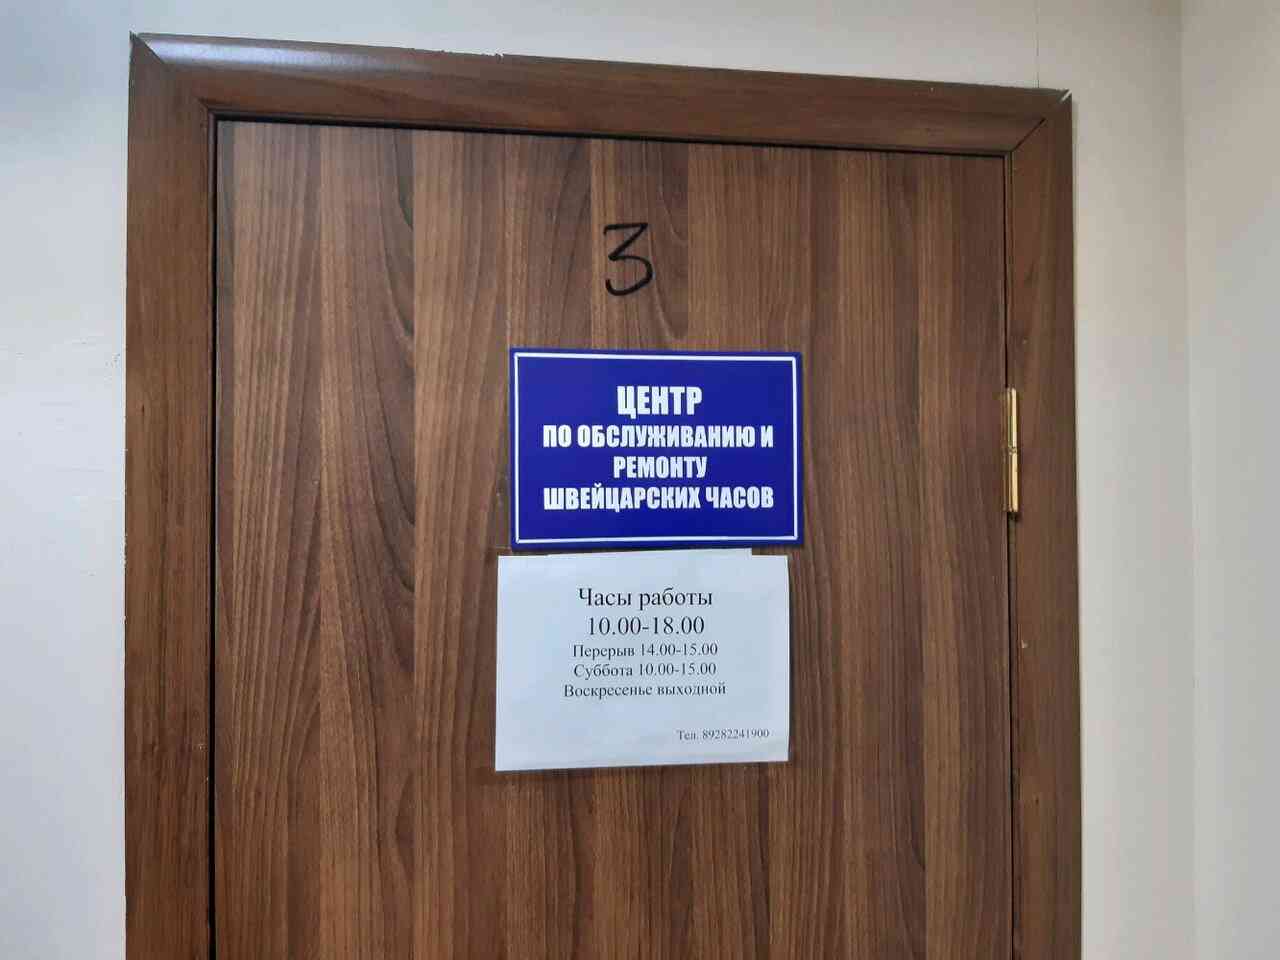 3
ЦЕНТР
ПО ОБСЛУЖИВАНИЮ И
РЕМОНТУ
ШВЕЙЦАРСКИХ ЧАСОВ
Часы работы
10.00-18.00
Перерыв 14.00-15.00
Суббота 10.00-15.00
Воскресенье выходной
Тел. 89282241900